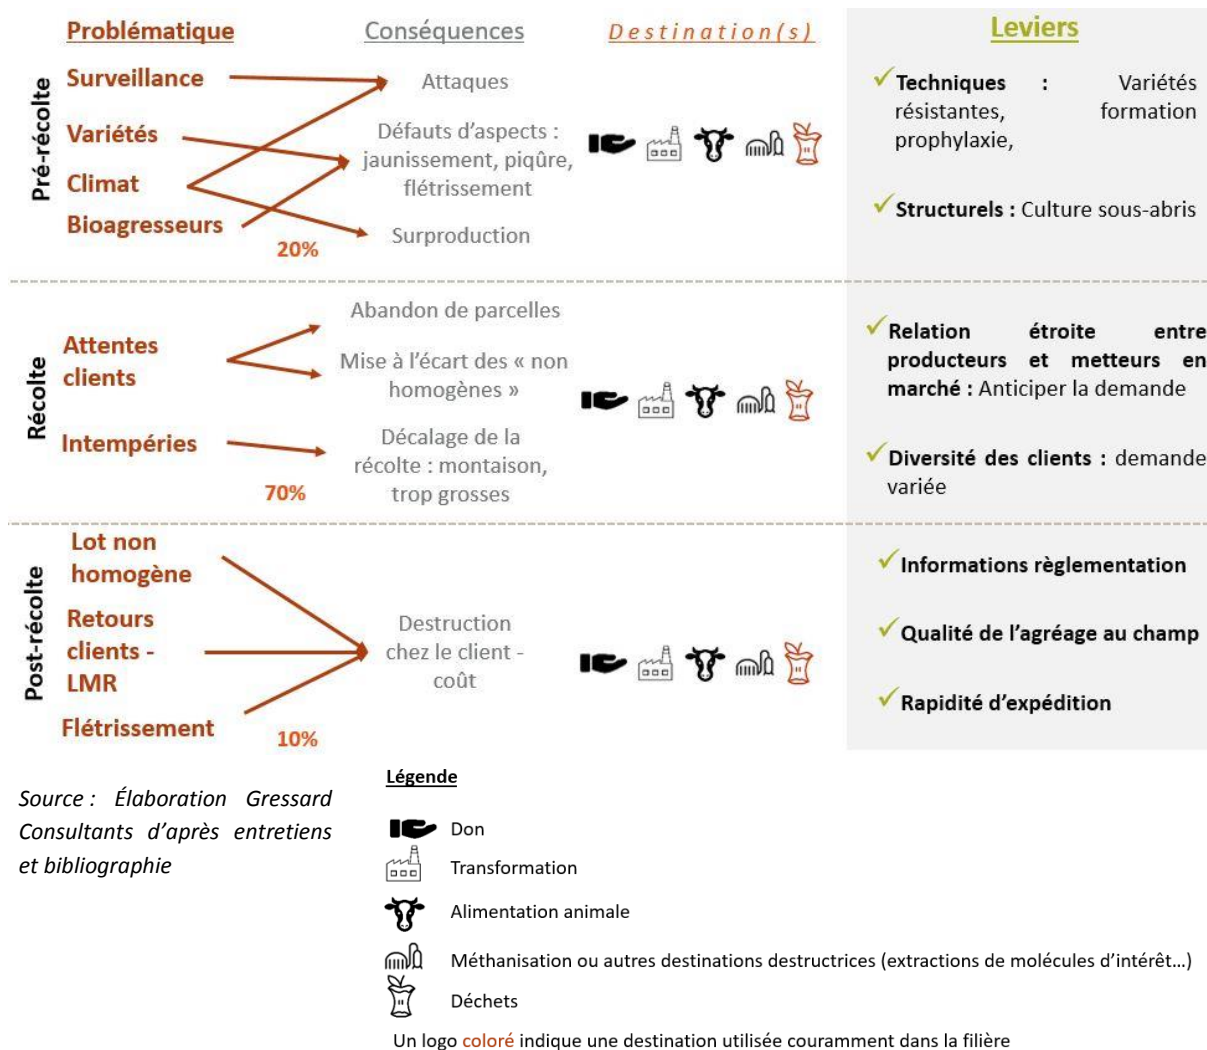 Problématique
Conséquences
Destination(s)
Leviers
Pré-récolte
Surveillance
Variétés
Climat
Bioagresseurs
20%
Attaques
Défauts d’aspects :
jaunissement, piqûre,
flétrissement
Surproduction
Techniques : Variétés
résistantes, formation
prophylaxie,
Structurels : Culture sous-abris
Récolte
Attentes
clients
Intempéries
70%
Abandon de parcelles
Mise à l’écart des « non
homogènes »
Décalage de la
récolte : montaison,
trop grosses
Relation étroite entre
producteurs et metteurs en
marché : Anticiper la demande
Diversité des clients : demande
variée
Post-récolte
Lot non
homogène
Retours
clients -
LMR
Flétrissement
10%
Destruction
chez le client -
coût
Informations règlementation
Qualité de l’agréage au champ
Rapidité d’expédition
Source : Élaboration Gressard
Consultants d’après entretiens
et bibliographie
Légende
Don
Transformation
Alimentation animale
Méthanisation ou autres destinations destructrices (extractions de molécules d’intérêt…)
Déchets
Un logo coloré indique une destination utilisée couramment dans la filière